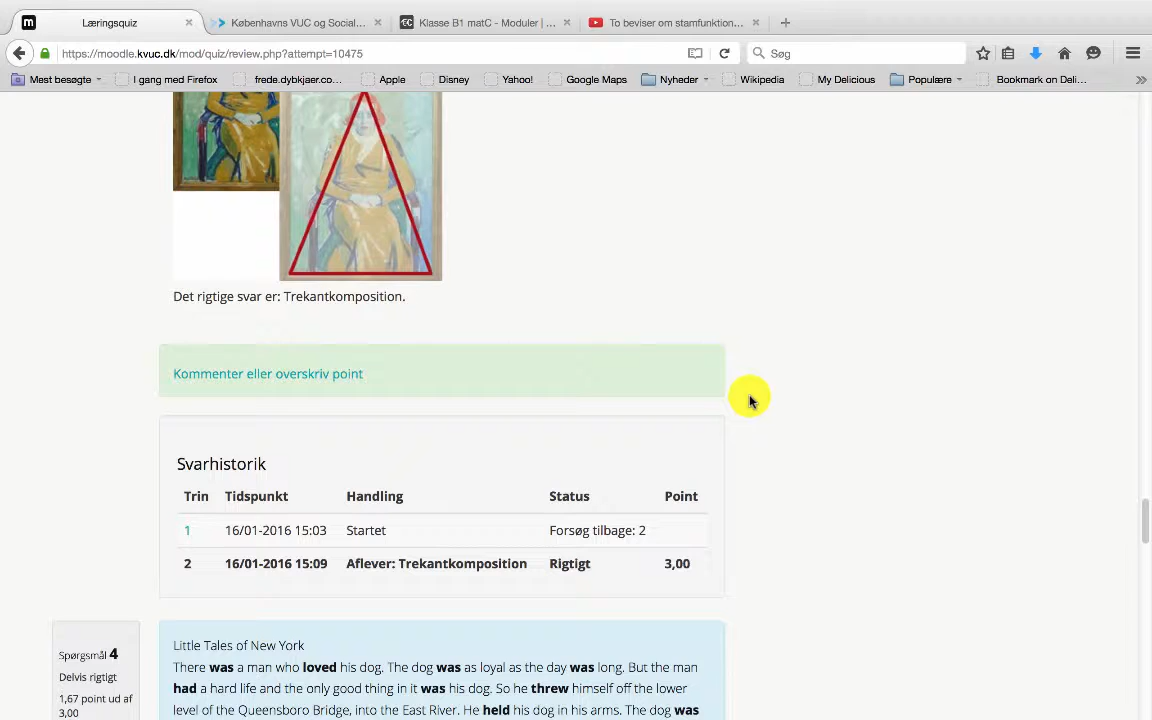 Læringsquiz
Københavns VUC og Social...
Klasse B1 matC - Moduler | ...
To beviser om stamfunktion...
https://moodle.kvuc.dk/mod/quiz/review.php?attempt=10475
Søg
Mest besøgte
I gang med Firefox
frede.dybkjaer.co...
Apple
Disney
Yahoo!
Google Maps
Nyheder
Wikipedia
My Delicious
Populære
Bookmark on Deli...
Det rigtige svar er: Trekantkomposition.
Kommenter eller overskriv point
Svarhistorik
Trin Tidspunkt Handling Status Point
1 16/01-2016 15:03 Startet Forsøg tilbage: 2
2 16/01-2016 15:09 Aflever: Trekantkomposition Rigtigt 3,00
Spørgsmål 4
Delvis rigtigt
1,67 point ud af
3,00
Little Tales of New York
There was a man who loved his dog. The dog was as loyal as the day was long. But the man
had a hard life and the only good thing in it was his dog. So he threw himself off the lower
level of the Queensboro Bridge, into the East River. He held his dog in his arms. The dog was